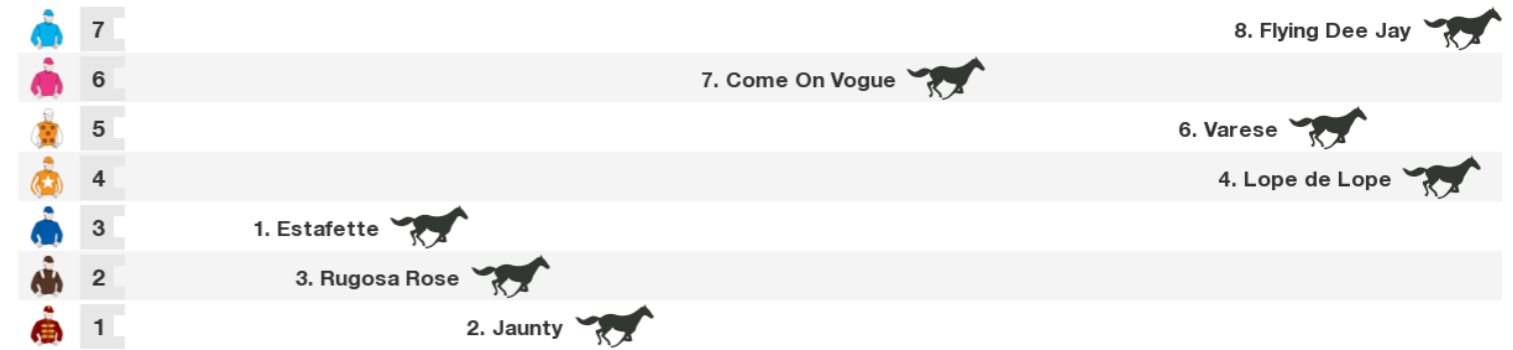 7 8. Flying Dee Jay
6 7. Come On Vogue
5 6. Varese
4 4. Lope de Lope
3 1. Estafette
2 3. Rugosa Rose
1 2. Jaunty